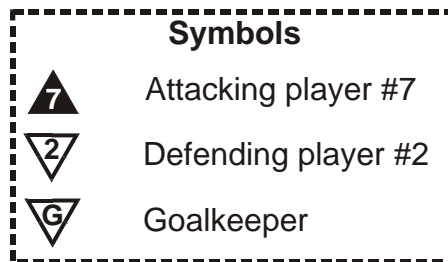 Symbols
7 Attacking player #7
2 Defending player #2
G Goalkeeper